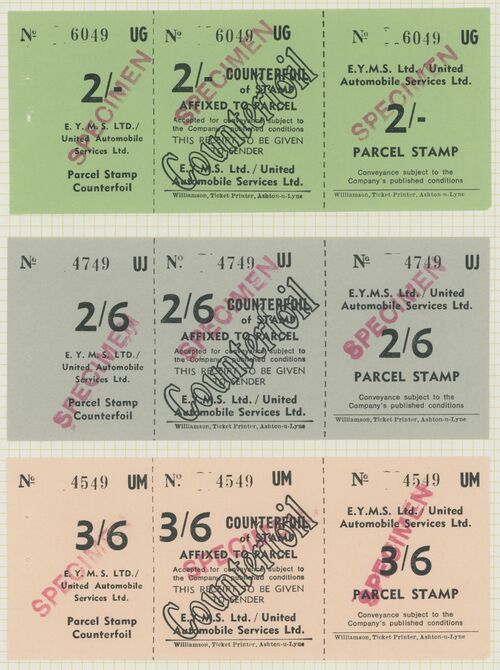 Nº 6049 UG
2/-
SPECIMEN
E. Y. M. S. LTD./
United Automobile
Services Ltd.
Parcel Stamp
Counterfoil
Nº 6049 UG
2/- COUNTERFOIL
of STAMP
AFFIXED TO PARCEL
Accepted for conveyance subject to
the Company's published conditions
THIS RECEIPT TO BE GIVEN
TO SENDER
E. Y. M. S. Ltd. / United
Automobile Services Ltd.
Williamson, Ticket Printer, Ashton-u-Lyne
Counterfoil
SPECIMEN
Nº 6049 UG
E. Y. M. S. Ltd. / United
Automobile Services Ltd.
2/-
PARCEL STAMP
Conveyance subject to the
Company's published conditions
SPECIMEN
Nº 4749 UJ
2/6
E. Y. M. S. LTD./
United Automobile
Services Ltd.
Parcel Stamp
Counterfoil
SPECIMEN
Nº 4749 UJ
2/6 COUNTERFOIL
of STAMP
AFFIXED TO PARCEL
Accepted for conveyance subject to
the Company's published conditions
THIS RECEIPT TO BE GIVEN
TO SENDER
E. Y. M. S. Ltd. / United
Automobile Services Ltd.
Williamson, Ticket Printer, Ashton-u-Lyne
Counterfoil
SPECIMEN
Nº 4749 UJ
E.Y.M.S. Ltd. / United
Automobile Services Ltd.
2/6
PARCEL STAMP
Conveyance subject to the
Company's published conditions
Williamson, Ticket Printer, Ashton-u-Lyne
SPECIMEN
Nº 4549 UM
3/6
E. Y. M. S. LTD./
United Automobile
Services Ltd.
Parcel Stamp
Counterfoil
SPECIMEN
Nº 4549 UM
3/6 COUNTERFOIL
of STAMP
AFFIXED TO PARCEL
Accepted for conveyance subject to
the Company's published conditions
THIS RECEIPT TO BE GIVEN
TO SENDER
E. Y. M. S. Ltd. / United
Automobile Services Ltd.
Counterfoil
SPECIMEN
Nº 4549 UM
E.Y.M.S. Ltd. / United
Automobile Services Ltd.
3/6
PARCEL STAMP
Conveyance subject to the
Company's published conditions
Williamson, Ticket Printer, Ashton-u-Lyne
SPECIMEN